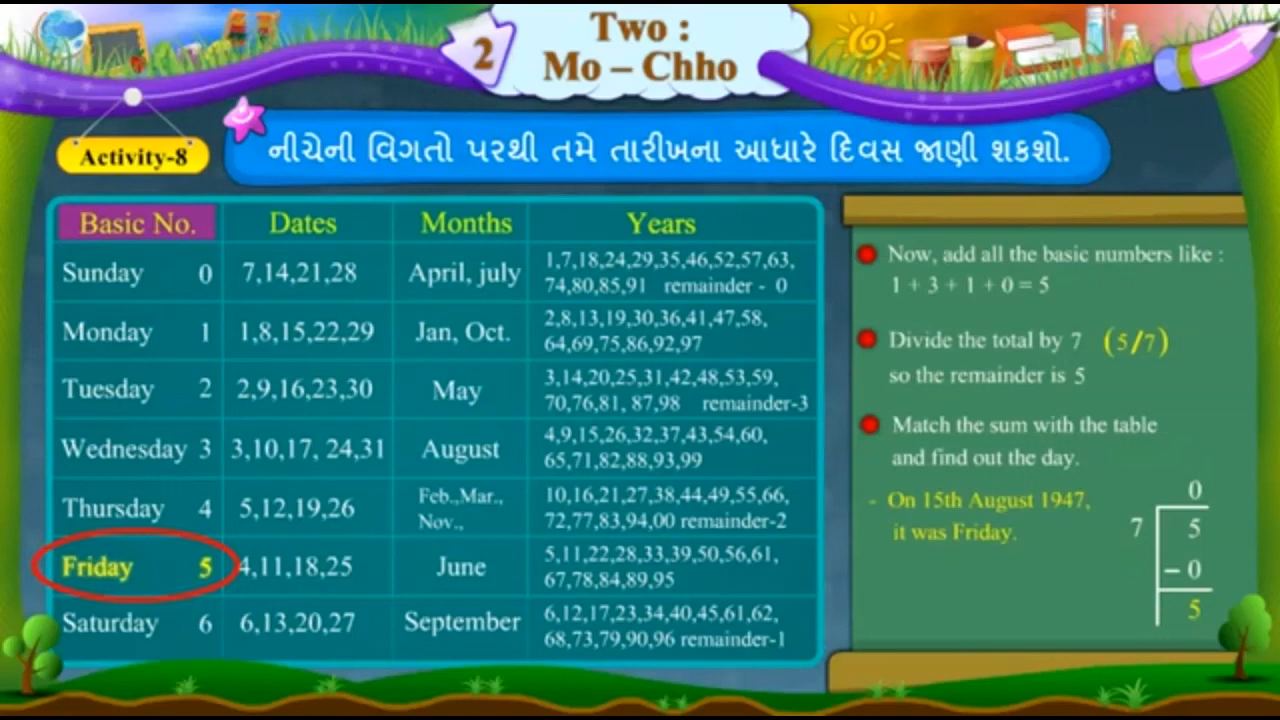 2
Two :
Mo – Chho
Activity-8
નીચેની વિગતો પરથી તમે તારીખના આધારે દિવસ જાણી શકશો.
Basic No. Dates Months Years
Sunday 0 7,14,21,28 April, july 1,7,18,24,29,35,46,52,57,63,
74,80,85,91 remainder - 0
Monday 1 1,8,15,22,29 Jan, Oct. 2,8,13,19,30,36,41,47,58,
64,69,75,86,92,97
Tuesday 2 2,9,16,23,30 May 3,14,20,25,31,42,48,53,59,
70,76,81, 87,98 remainder-3
Wednesday 3 3,10,17, 24,31 August 4,9,15,26,32,37,43,54,60,
65,71,82,88,93,99
Thursday 4 5,12,19,26 Feb.,Mar., 10,16,21,27,38,44,49,55,66,
Nov., 72,77,83,94,00 remainder-2
Friday 5 4,11,18,25 June 5,11,22,28,33,39,50,56,61,
67,78,84,89,95
Saturday 6 6,13,20,27 September 6,12,17,23,34,40,45,61,62,
68,73,79,90,96 remainder-1
Now, add all the basic numbers like :
1 + 3 + 1 + 0 = 5
Divide the total by 7 (5/7)
so the remainder is 5
Match the sum with the table
and find out the day.
- On 15th August 1947,
it was Friday.
0
7 5
– 0
5